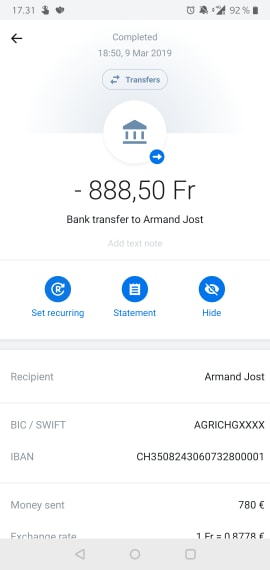 17.31 92 %
Completed
18:50, 9 Mar 2019
Transfers
- 888,50 Fr
Bank transfer to Armand Jost
Add text note
Set recurring Statement Hide
Recipient Armand Jost
BIC / SWIFT AGRICHGXXXX
IBAN CH3508243060732800001
Money sent 780 €
Exchange rate 1 Fr = 0,8778 €